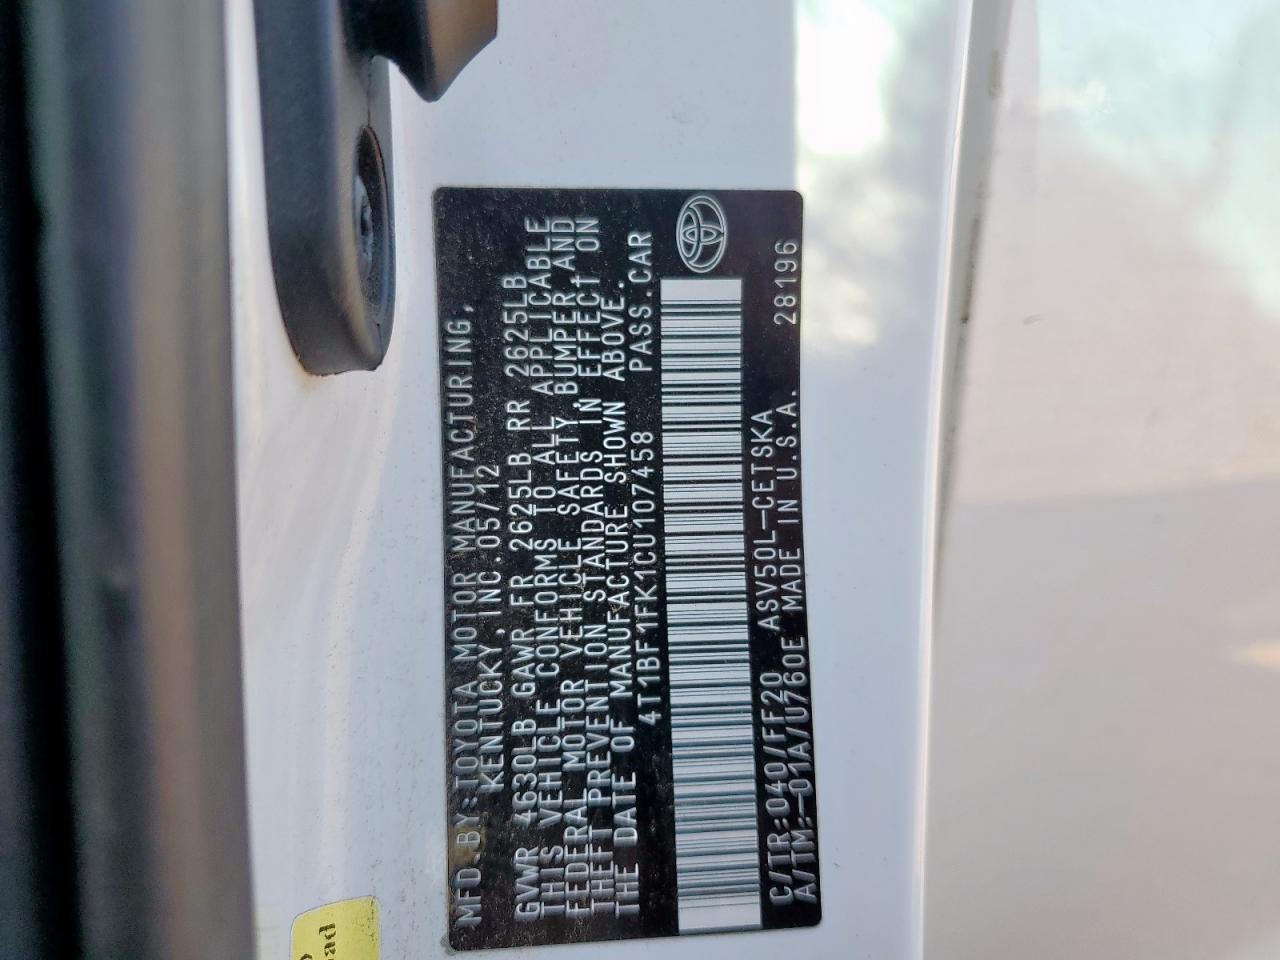 MFD.BY:TOYOTA MOTOR MANUFACTURING,
KENTUCKY, INC.05/12
GVWR 4630LB GAWR FR 2625LB RR 2625LB
THIS VEHICLE CONFORMS TO ALL APPLICABLE
FEDERAL MOTOR VEHICLE SAFETY, BUMPER, AND
THEFT PREVENTION STANDARDS IN EFFECT ON
THE DATE OF MANUFACTURE SHOWN ABOVE.
4T1BF1FK1CU107458 PASS.CAR
C/TR:040/FF20 ASV50L-CETSKA
A/TM:-01A/U760E MADE IN U.S.A. 28196